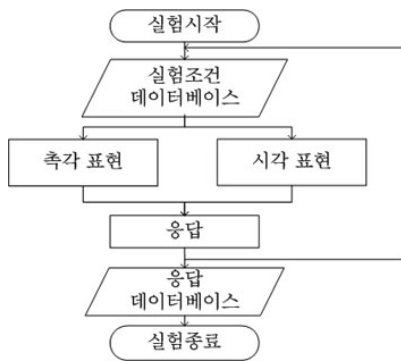 실험시작
실험조건
데이터베이스
촉각 표현
시각 표현
응답
응답
데이터베이스
실험종료